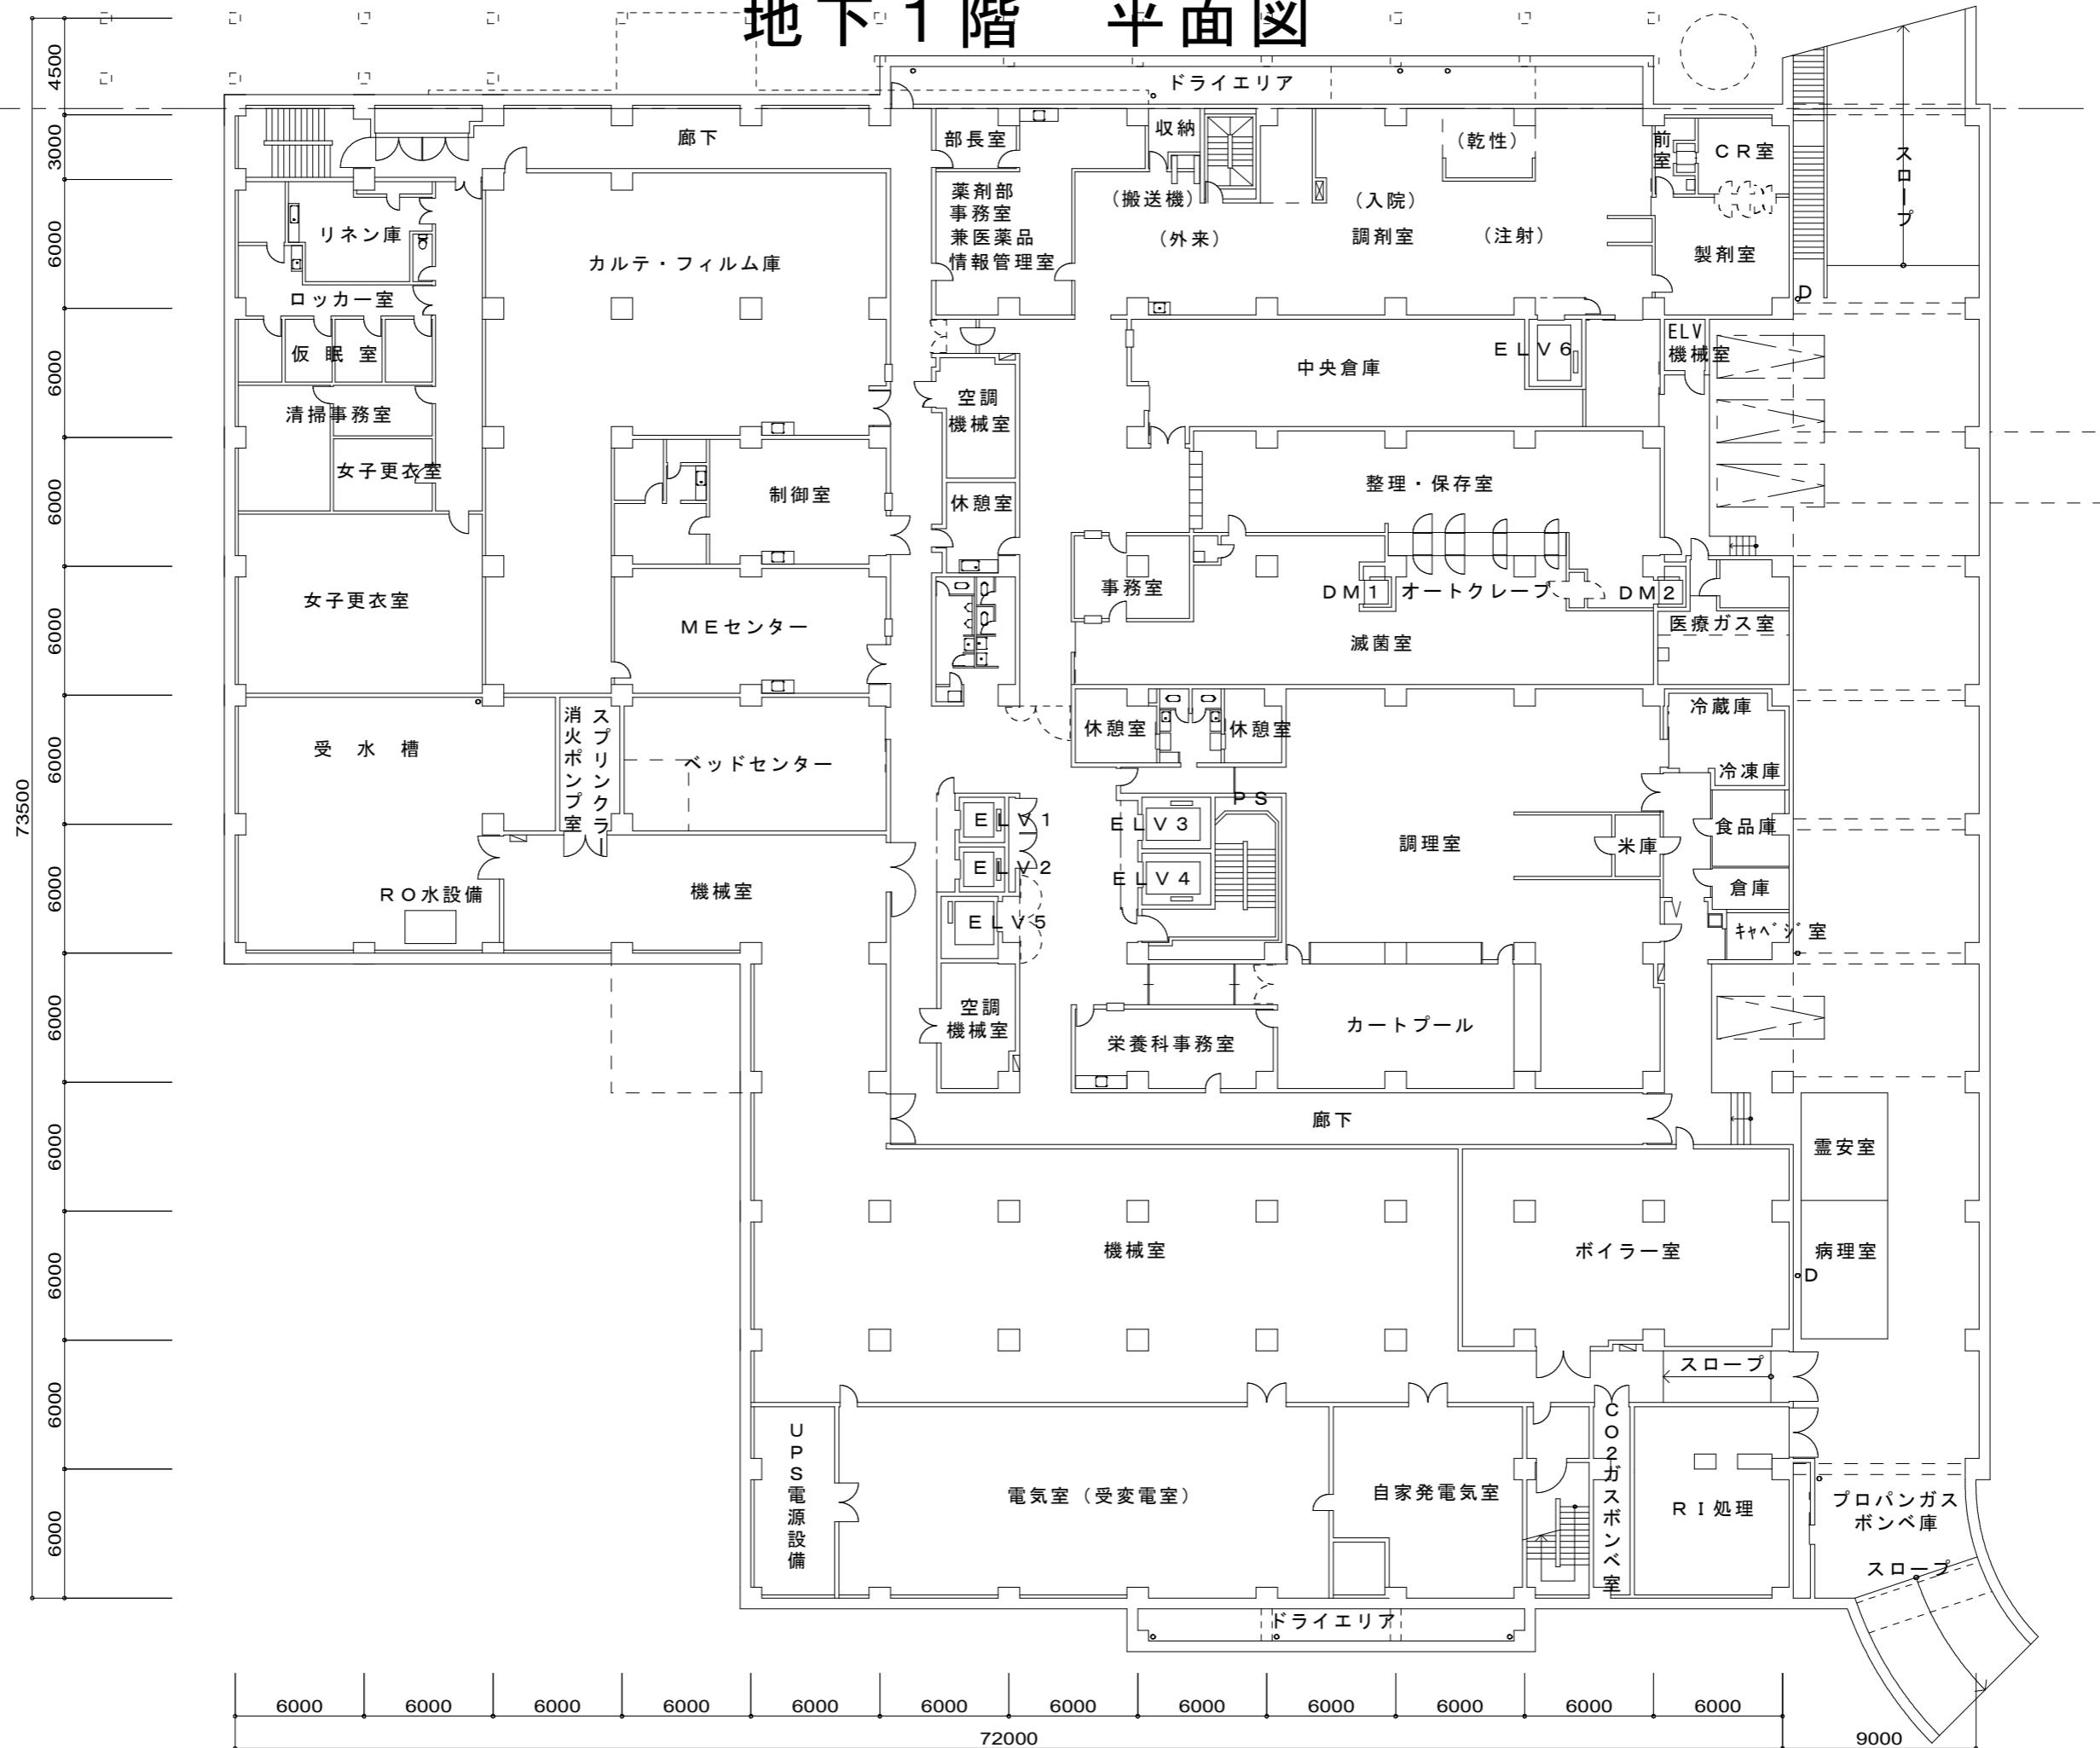 地下１階　平面図
ドライエリア
廊下
部長室
収納
（乾性）
前室
ＣＲ室
スロープ
薬剤部
事務室
兼医薬品
情報管理室
（搬送機）
（外来）
（入院）
調剤室
（注射）
製剤室
リネン庫
カルテ・フィルム庫
ロッカー室
D
仮眠室
ＥＬＶ６
ELV
機械室
中央倉庫
空調
機械室
清掃事務室
女子更衣室
制御室
休憩室
整理・保存室
女子更衣室
ＭＥセンター
事務室
ＤＭ１
オートクレーブ
ＤＭ２
医療ガス室
滅菌室
受水槽
スプリンクラー
消火ポンプ室
ベッドセンター
休憩室
休憩室
冷蔵庫
冷凍庫
ＰＳ
ＥＬＶ１
ＥＬＶ３
調理室
米庫
食品庫
ＥＬＶ２
ＥＬＶ４
倉庫
ＲＯ水設備
機械室
ＥＬＶ５
ｷｬﾍﾞｼﾞ室
空調
機械室
栄養科事務室
カートプール
廊下
霊安室
機械室
ボイラー室
病理室
D
スロープ
ＵＰＳ電源設備
電気室（受変電室）
自家発電気室
ＣＯ２ガスボンベ室
ＲＩ処理
プロパンガス
ボンベ庫
スロープ
ドライエリア
4500
3000
6000
6000
6000
6000
6000
6000
6000
6000
6000
6000
6000
73500
6000 6000 6000 6000 6000 6000 6000 6000 6000 6000 6000 6000
72000 9000